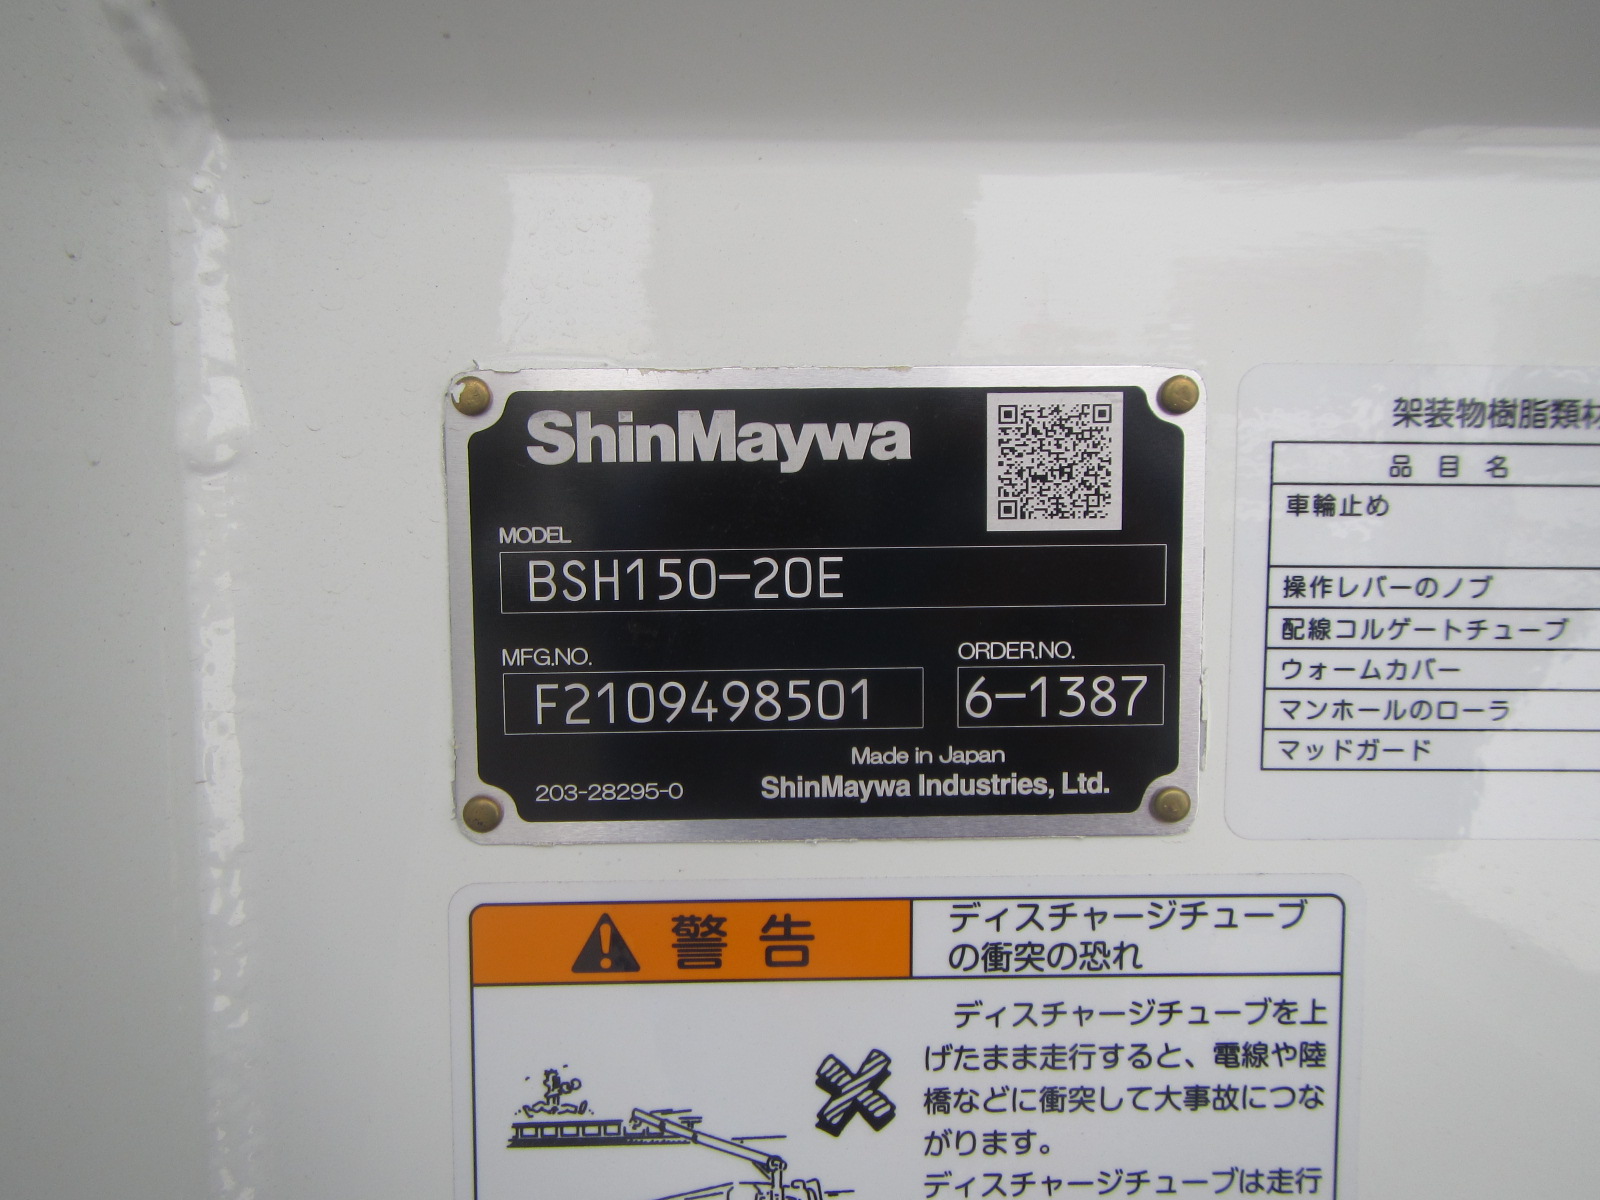 ShinMaywa
MODEL
BSH150-20E
MFG.NO.
F2109498501
ORDER.NO.
6-1387
Made in Japan
203-28295-0
ShinMaywa Industries, Ltd.
架装物樹脂類材
品目名
車輪止め
操作レバーのノブ
配線コルゲートチューブ
ウォームカバー
マンホールのローラ
マッドガード
警告
ディスチャージチューブ
の衝突の恐れ
ディスチャージチューブを上
げたまま走行すると、電線や陸
橋などに衝突して大事故につな
がります。
ディスチャージチューブは走行